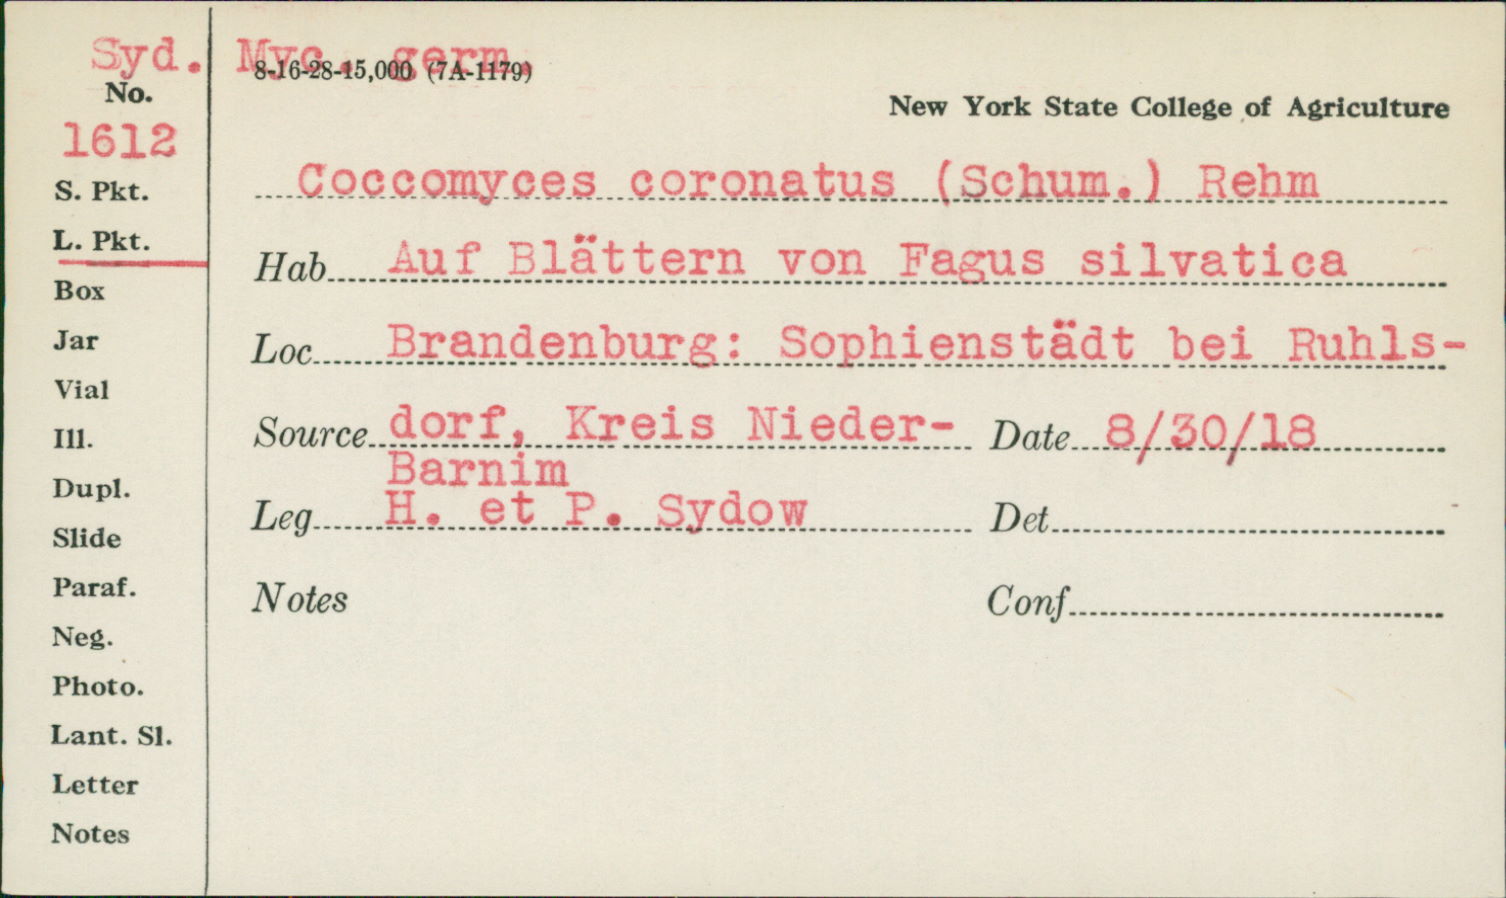 Syd. Myc. germ.
8-16-28-15,000 (7A-1179)
No.
New York State College of Agriculture
1612
S. Pkt.
Coccomyces coronatus (Schum.) Rehm
L. Pkt.
Hab. Auf Blättern von Fagus silvatica
Box
Jar
Loc. Brandenburg: Sophienstädt bei Ruhls-
Vial
Ill.
Source dorf, Kreis Nieder- Date 8/30/18
Barnim
Dupl.
Leg. H. et P. Sydow Det.
Slide
Paraf.
Notes Conf.
Neg.
Photo.
Lant. Sl.
Letter
Notes